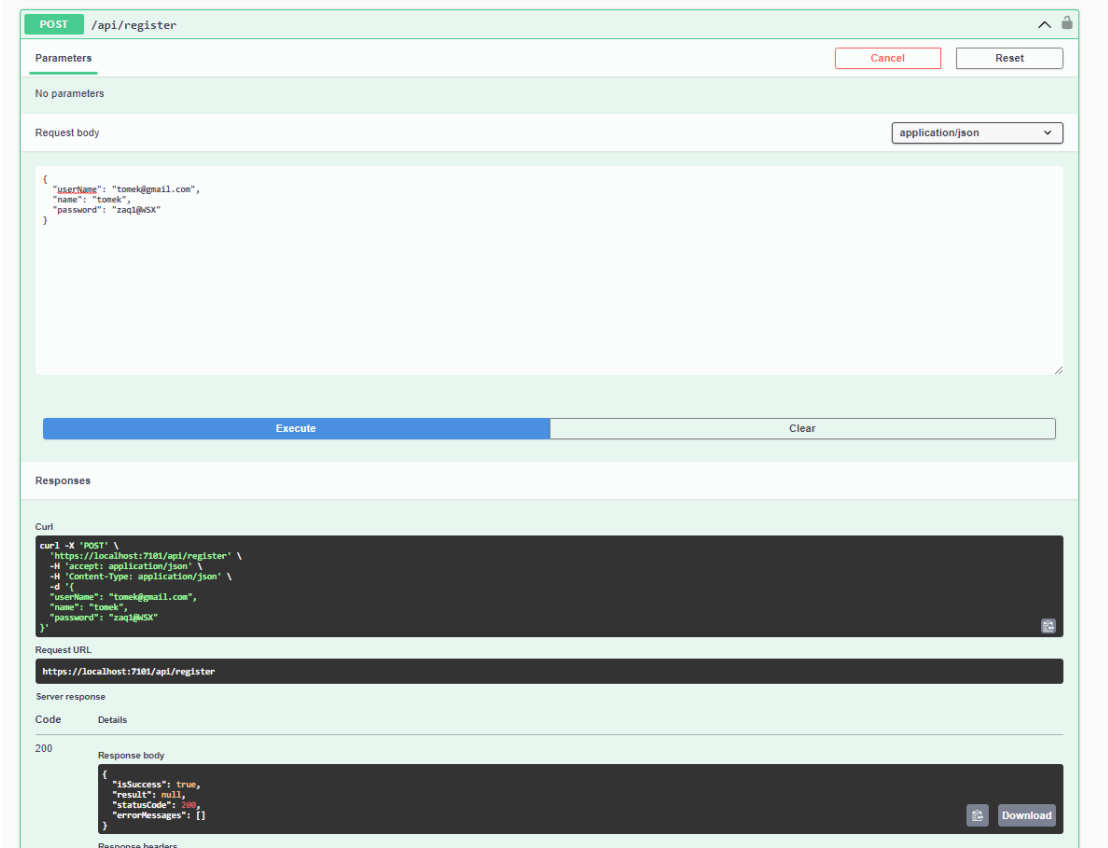 POST /api/register
Parameters
Cancel
Reset
No parameters
Request body
application/json
{
"userName": "tomek@gmail.com",
"name": "tomek",
"password": "zaq1@WSX"
}
Execute
Clear
Responses
Curl
curl -X 'POST' \
'https://localhost:7101/api/register' \
-H 'accept: application/json' \
-H 'Content-Type: application/json' \
-d '{
"userName": "tomek@gmail.com",
"name": "tomek",
"password": "zaq1@WSX"
}'
Request URL
https://localhost:7101/api/register
Server response
Code Details
200
Response body
{
"isSuccess": true,
"result": null,
"statusCode": 200,
"errorMessages": []
}
Download
Response headers